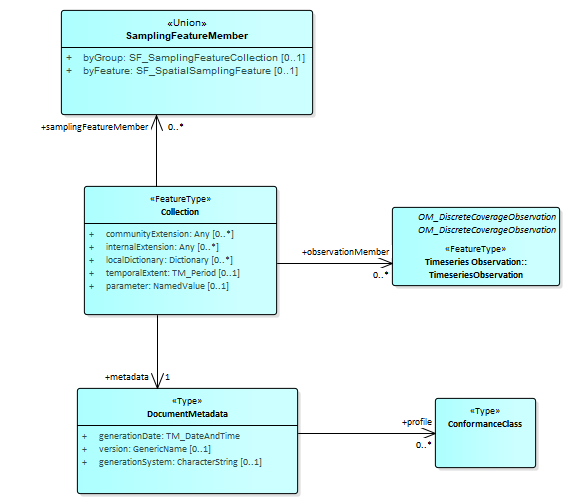 «Union»
SamplingFeatureMember
+ byGroup: SF_SamplingFeatureCollection [0..1]
+ byFeature: SF_SpatialSamplingFeature [0..1]
+samplingFeatureMember 0..*
«FeatureType»
Collection
+ communityExtension: Any [0..*]
+ internalExtension: Any [0..*]
+ localDictionary: Dictionary [0..*]
+ temporalExtent: TM_Period [0..1]
+ parameter: NamedValue [0..1]
+observationMember
0..*
OM_DiscreteCoverageObservation
OM_DiscreteCoverageObservation
«FeatureType»
Timeseries Observation::
TimeseriesObservation
+metadata 1
«Type»
DocumentMetadata
+ generationDate: TM_DateAndTime
+ version: GenericName [0..1]
+ generationSystem: CharacterString [0..1]
+profile
0..*
«Type»
ConformanceClass